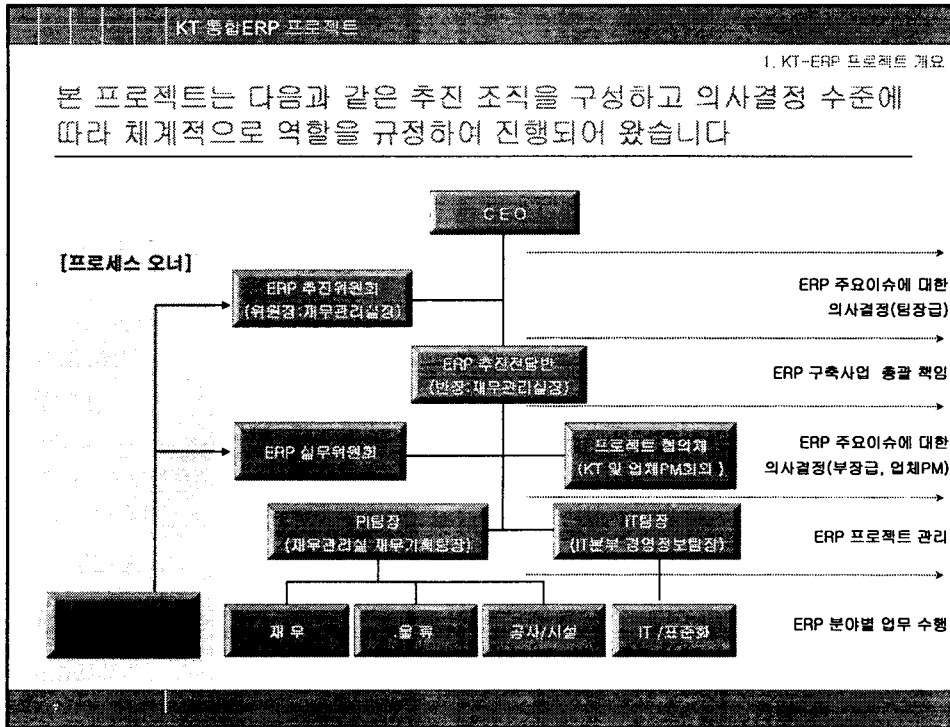 KT 통합ERP 프로젝트
I. KT-ERP 프로젝트 개요
본 프로젝트는 다음과 같은 추진 조직을 구성하고 의사결정 수준에
따라 체계적으로 역할을 규정하여 진행되어 왔습니다
CEO
[프로세스 오너]
ERP 추진위원회
(위원장:재무관리실장)
ERP 주요이슈에 대한
의사결정(팀장급)
ERP 추진전담반
(반장:재무관리실장)
ERP 구축사업 총괄 책임
ERP 실무위원회
프로젝트 협의체
(KT 및 업체PM회의 )
ERP 주요이슈에 대한
의사결정(부장급, 업체PM)
PI팀장
(재무관리실 재무기획팀장)
IT팀장
(IT본부 경영정보팀장)
ERP 프로젝트 관리
재 무
물 류
공사/시설
IT /표준화
ERP 분야별 업무 수행